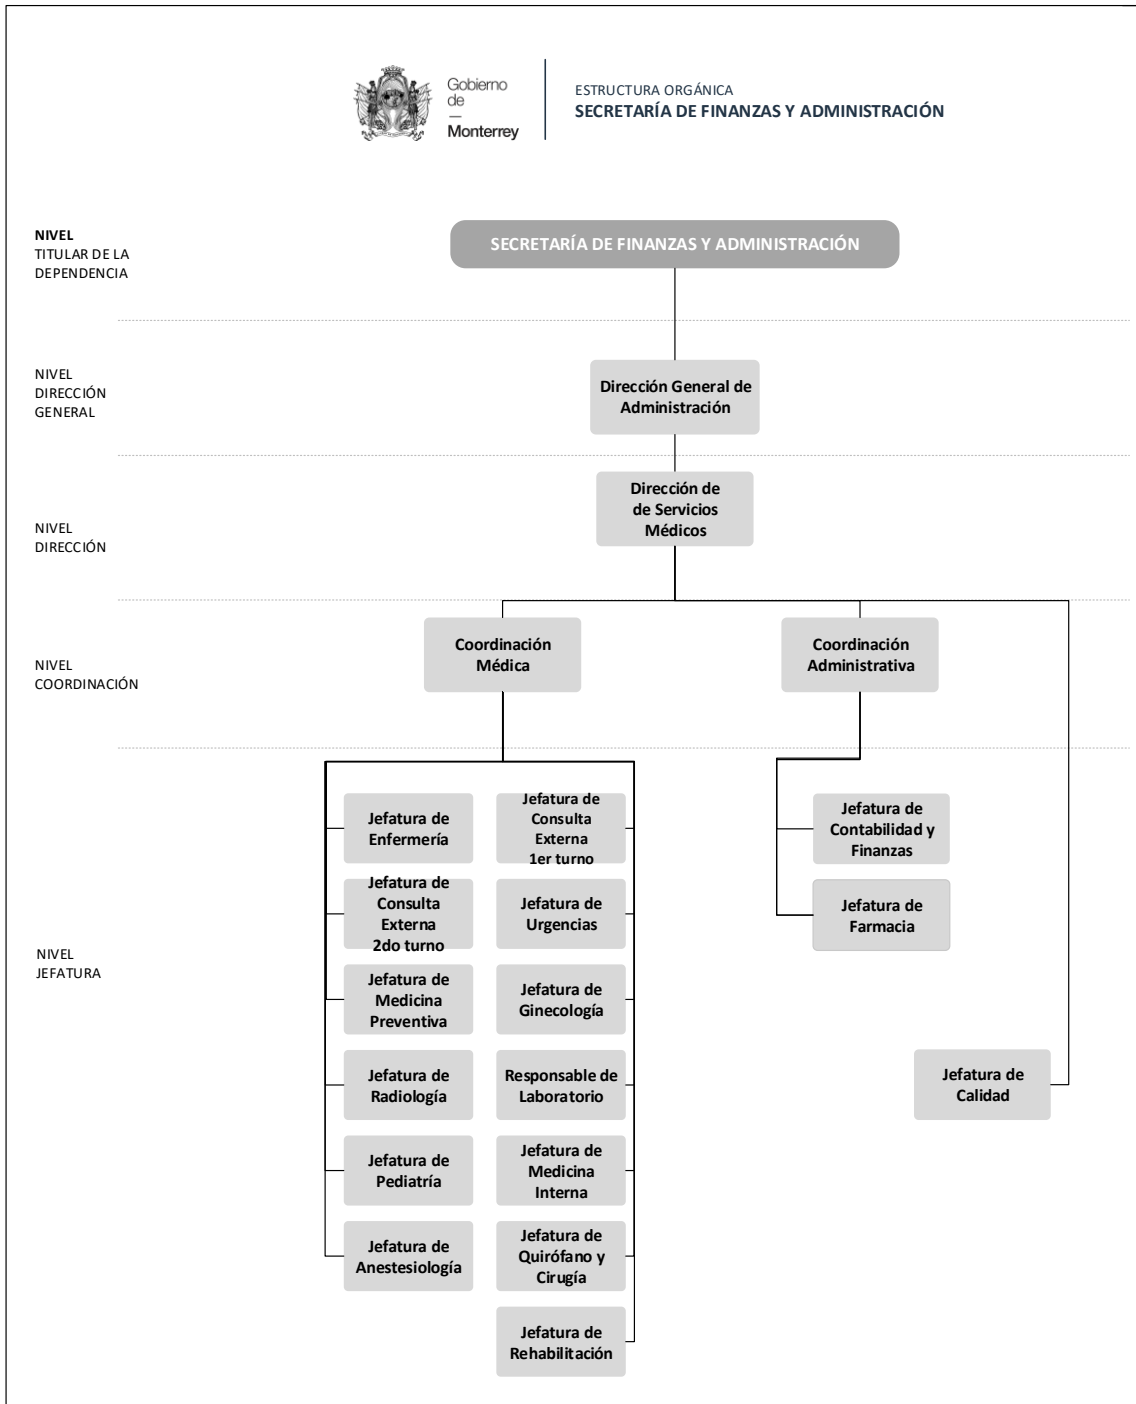 Gobierno
de
—
Monterrey
ESTRUCTURA ORGÁNICA
SECRETARÍA DE FINANZAS Y ADMINISTRACIÓN
NIVEL
TITULAR DE LA
DEPENDENCIA
SECRETARÍA DE FINANZAS Y ADMINISTRACIÓN
NIVEL
DIRECCIÓN
GENERAL
Dirección General de
Administración
NIVEL
DIRECCIÓN
Dirección de
de Servicios
Médicos
NIVEL
COORDINACIÓN
Coordinación
Médica
Coordinación
Administrativa
NIVEL
JEFATURA
Jefatura de
Enfermería
Jefatura de
Consulta
Externa
1er turno
Jefatura de
Contabilidad y
Finanzas
Jefatura de
Consulta
Externa
2do turno
Jefatura de
Urgencias
Jefatura de
Farmacia
Jefatura de
Medicina
Preventiva
Jefatura de
Ginecología
Jefatura de
Radiología
Responsable de
Laboratorio
Jefatura de
Calidad
Jefatura de
Pediatría
Jefatura de
Medicina
Interna
Jefatura de
Anestesiología
Jefatura de
Quirófano y
Cirugía
Jefatura de
Rehabilitación